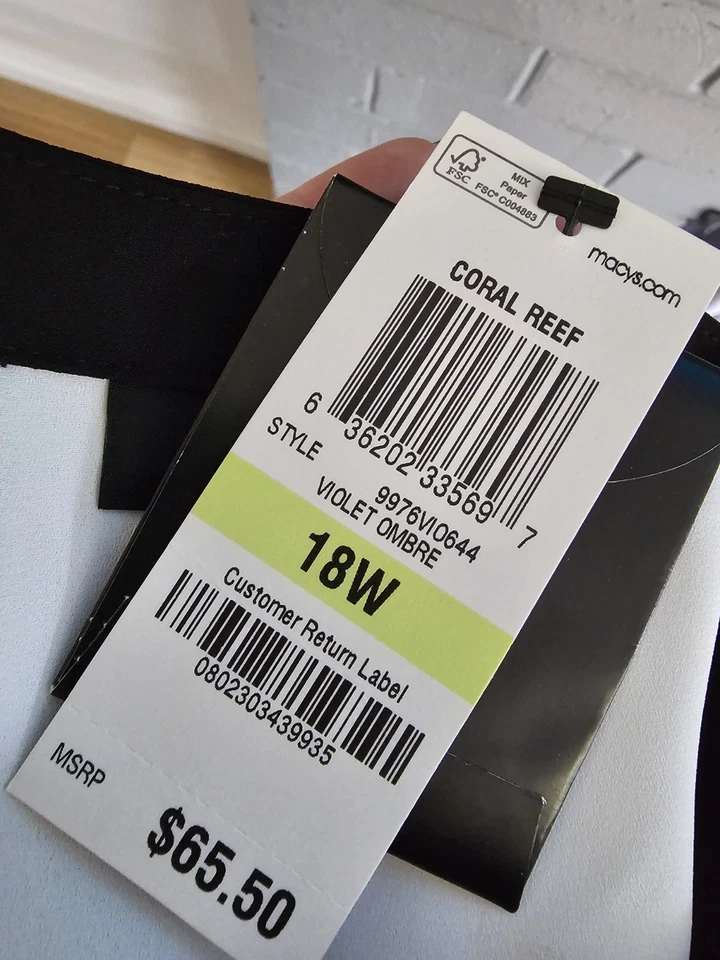 FSC
MIX
Paper
FSC® C004883
macys.com
CORAL REEF
6 36202 33569 7
STYLE
9976VIO644
VIOLET OMBRE
18W
Customer Return Label
0802303439935
MSRP
$65.50